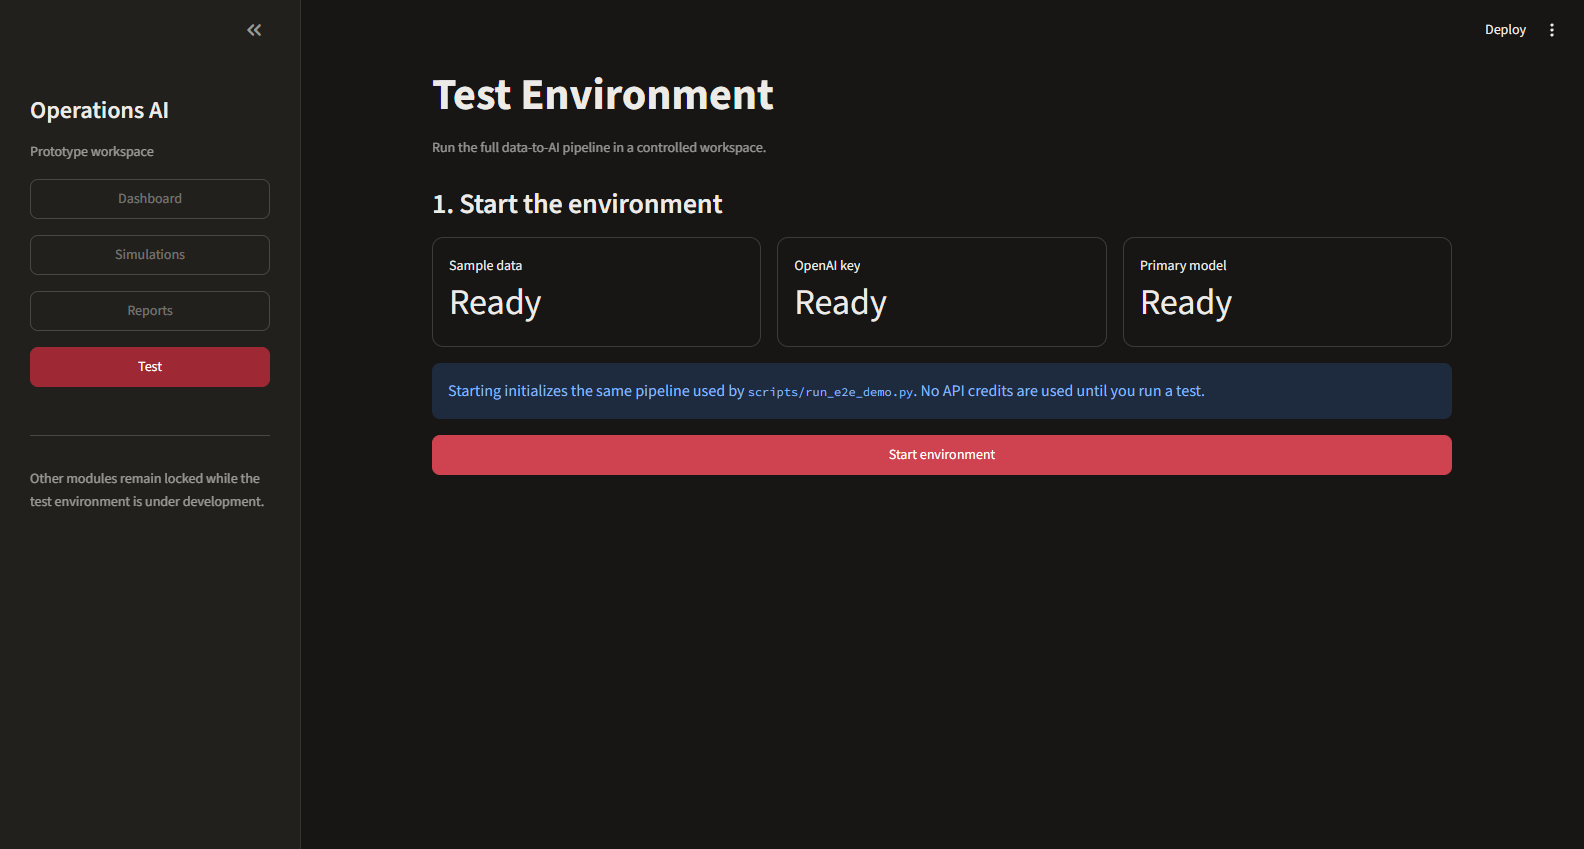 Operations AI
Prototype workspace
Dashboard
Simulations
Reports
Test
Other modules remain locked while the
test environment is under development.
Deploy
Test Environment
Run the full data-to-AI pipeline in a controlled workspace.
1. Start the environment
Sample data
Ready
OpenAI key
Ready
Primary model
Ready
Starting initializes the same pipeline used by scripts/run_e2e_demo.py. No API credits are used until you run a test.
Start environment